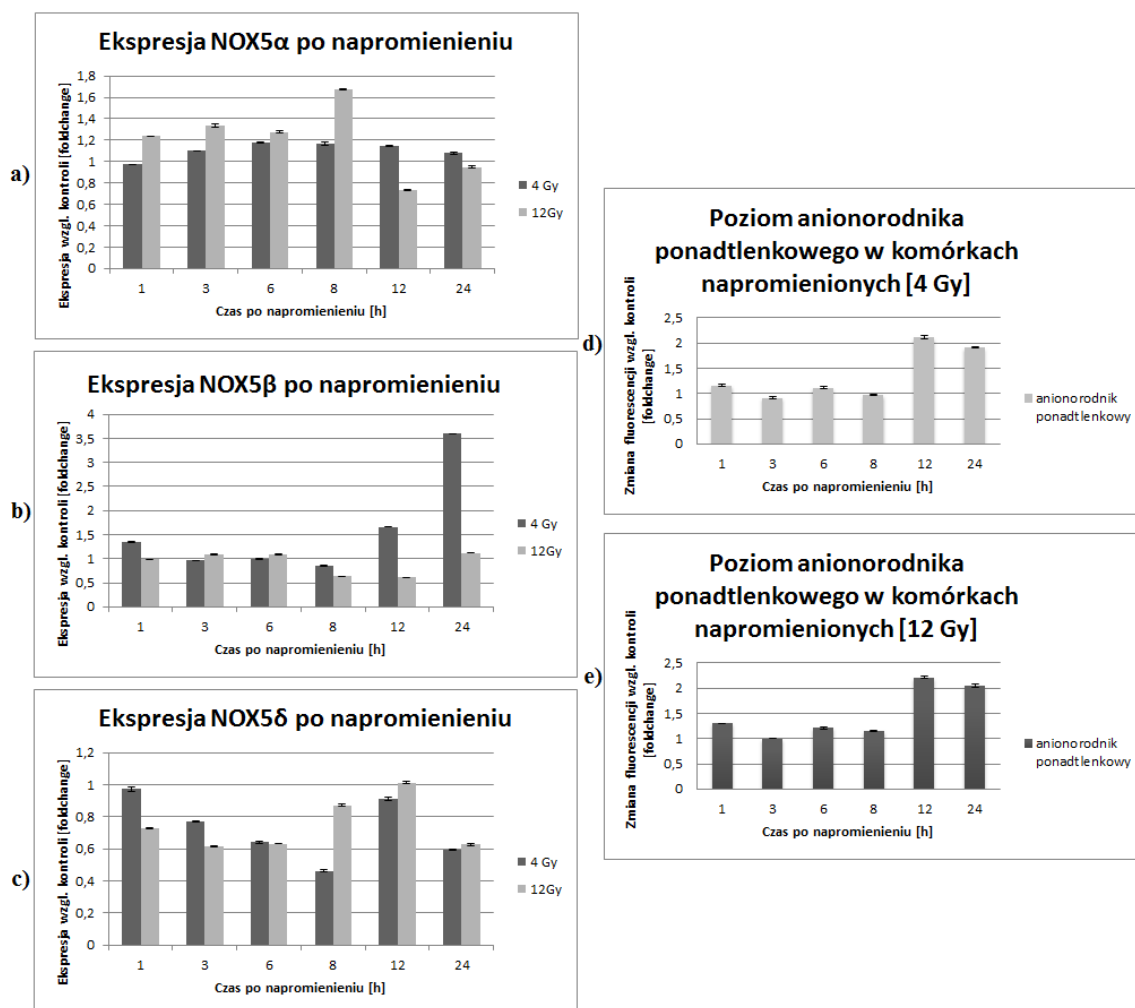 a)
Ekspresja NOX5α po napromienieniu
Ekspresja wzgl. kontroli [foldchange]
1,8
1,6
1,4
1,2
1
0,8
0,6
0,4
0,2
0
1 3 6 8 12 24
Czas po napromienieniu [h]
4 Gy
12Gy
b)
Ekspresja NOX5β po napromienieniu
Ekspresja wzgl. kontroli [foldchange]
4
3,5
3
2,5
2
1,5
1
0,5
0
1 3 6 8 12 24
Czas po napromienieniu [h]
4 Gy
12Gy
c)
Ekspresja NOX5δ po napromienieniu
Ekspresja wzgl. kontroli [foldchange]
1,2
1
0,8
0,6
0,4
0,2
0
1 3 6 8 12 24
Czas po napromienieniu [h]
4 Gy
12Gy
d)
Poziom anionorodnika
ponadtlenkowego w komórkach
napromienionych [4 Gy]
Zmiana fluorescencji wzgl. kontroli
[foldchange]
2,5
2
1,5
1
0,5
0
1 3 6 8 12 24
Czas po napromienieniu [h]
anionorodnik
ponadtlenkowy
e)
Poziom anionorodnika
ponadtlenkowego w komórkach
napromienionych [12 Gy]
Zmiana fluorescencji wzgl. kontroli
[foldchange]
2,5
2
1,5
1
0,5
0
1 3 6 8 12 24
Czas po napromienieniu [h]
anionorodnik
ponadtlenkowy